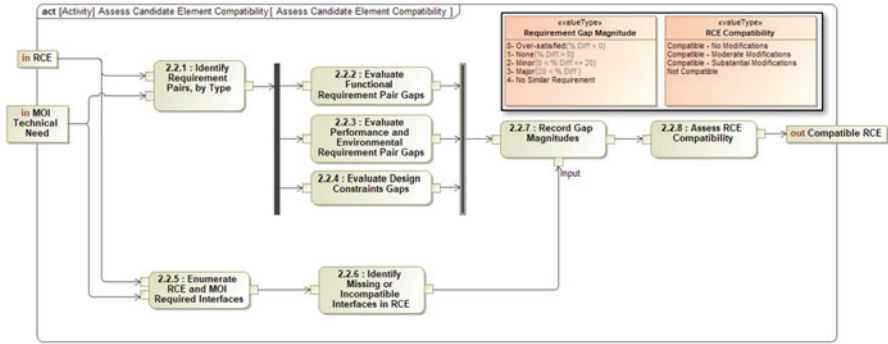 act [Activity] Assess Candidate Element Compatibility [ Assess Candidate Element Compatibility ]
in RCE
in MOI
Technical
Need
2.2.1 : Identify
Requirement
Pairs, by Type
2.2.2 : Evaluate
Functional
Requirement Pair Gaps
2.2.3 : Evaluate
Performance and
Environmental
Requirement Pair Gaps
2.2.4 : Evaluate Design
Constraints Gaps
2.2.5 : Enumerate
RCE and MOI
Required Interfaces
2.2.6 : Identify
Missing or
Incompatible
Interfaces in RCE
2.2.7 : Record Gap
Magnitudes
input
2.2.8 : Assess RCE
Compatibility
out Compatible RCE
«valueType»
Requirement Gap Magnitude
0- Over-satisfied{% Diff < 0}
1- None{% Diff = 0}
2- Minor{0 < % Diff <= 20}
3- Major{20 < % Diff}
4- No Similar Requirement
«valueType»
RCE Compatibility
Compatible - No Modifications
Compatible - Moderate Modifications
Compatible - Substantial Modifications
Not Compatible